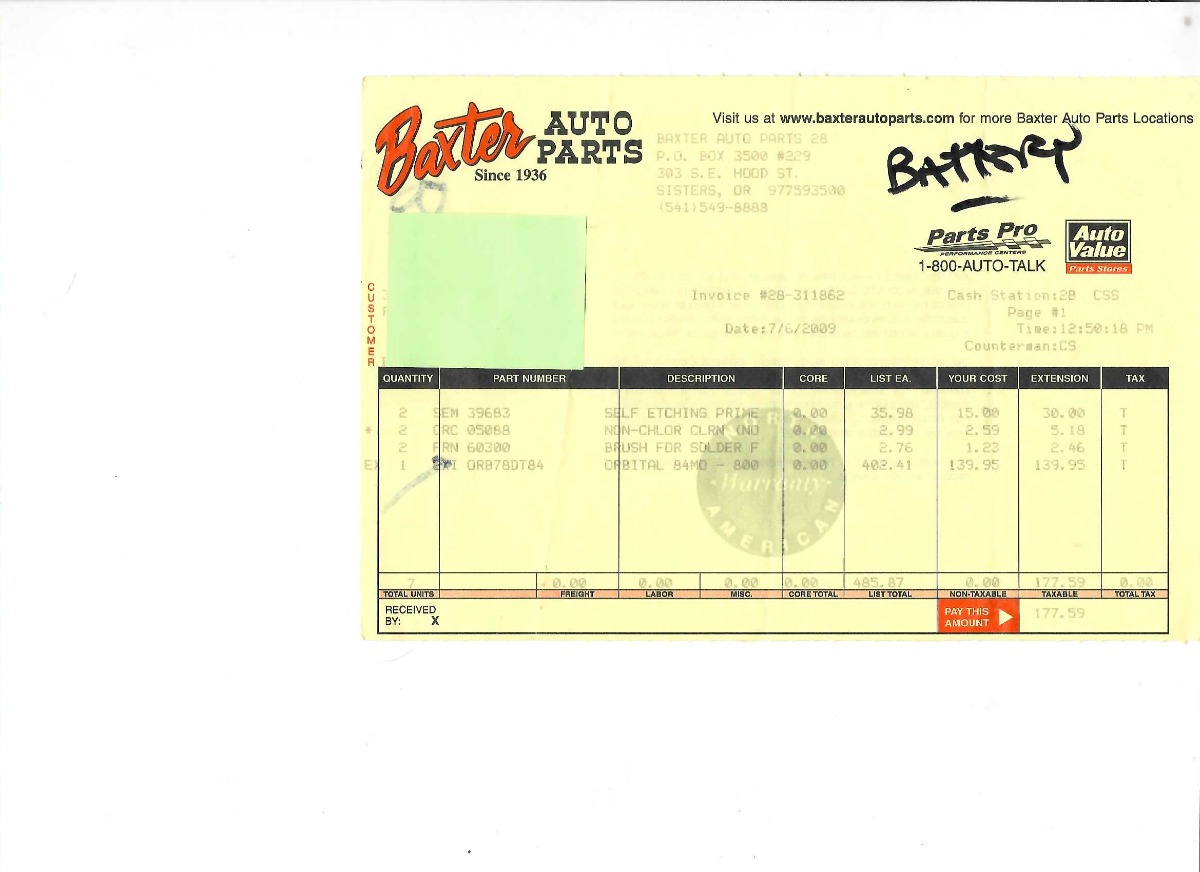 Baxter AUTO PARTS
Since 1936
Visit us at www.baxterautoparts.com for more Baxter Auto Parts Locations
BAXTER AUTO PARTS 28
P.O. BOX 3500 #229
303 S.E. HOOD ST.
SISTERS, OR 977593500
(541)549-8888
BATTERY
Parts Pro
PERFORMANCE CENTERS
1-800-AUTO-TALK
Auto Value
Parts Stores
CUSTOMER
Invoice #28-311862
Cash Station:28 CSS
Page #1
Date:7/6/2009
Time:12:50:18 PM
Counterman:CS
QUANTITY PART NUMBER DESCRIPTION CORE LIST EA. YOUR COST EXTENSION TAX
2 SEM 39683 SELF ETCHING PRIME 0.00 35.98 15.00 30.00 T
* 2 CRC 05088 NON-CHLOR CLRN (NO 0.00 2.99 2.59 5.18 T
2 FRN 60300 BRUSH FOR SOLDER F 0.00 2.76 1.23 2.46 T
EX 1 ORB78DT84 ORBITAL 84MO - 800 0.00 402.41 139.95 139.95 T
Warranty
AMERICAN
7 0.00 0.00 0.00 0.00 485.87 0.00 177.59 0.00
TOTAL UNITS FREIGHT LABOR MISC. CORE TOTAL LIST TOTAL NON-TAXABLE TAXABLE TOTAL TAX
RECEIVED BY: X
PAY THIS AMOUNT 177.59